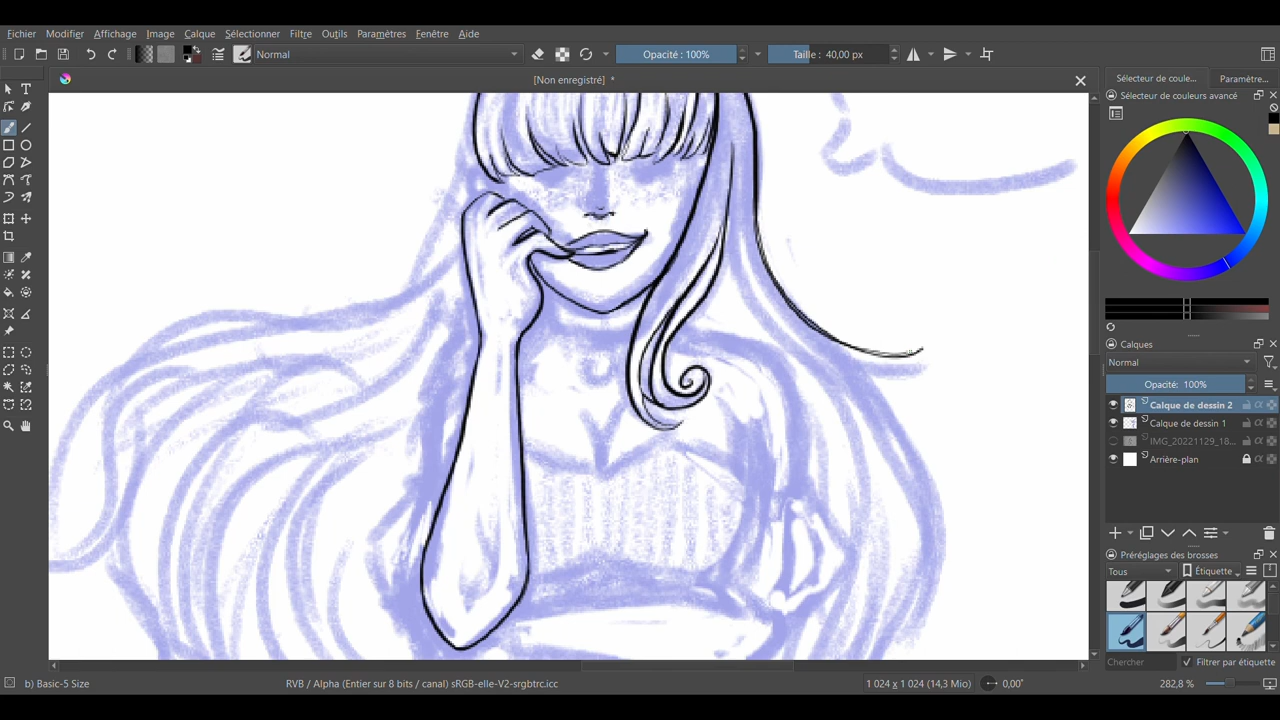 Fichier Modifier Affichage Image Calque Sélectionner Filtre Outils Paramètres Fenêtre Aide
Normal Opacité : 100% Taille : 40,00 px
[Non enregistré] *
Sélecteur de coule... Paramètre...
Sélecteur de couleurs avancé
Calques
Normal
Opacité: 100%
Calque de dessin 2
Calque de dessin 1
IMG_20221129_18...
Arrière-plan
Préréglages des brosses
Tous Étiquette
Chercher Filtrer par étiquette
b) Basic-5 Size RVB / Alpha (Entier sur 8 bits / canal) sRGB-elle-V2-srgbtrc.icc 1 024 x 1 024 (14,3 Mio) 0,00° 282,8 %